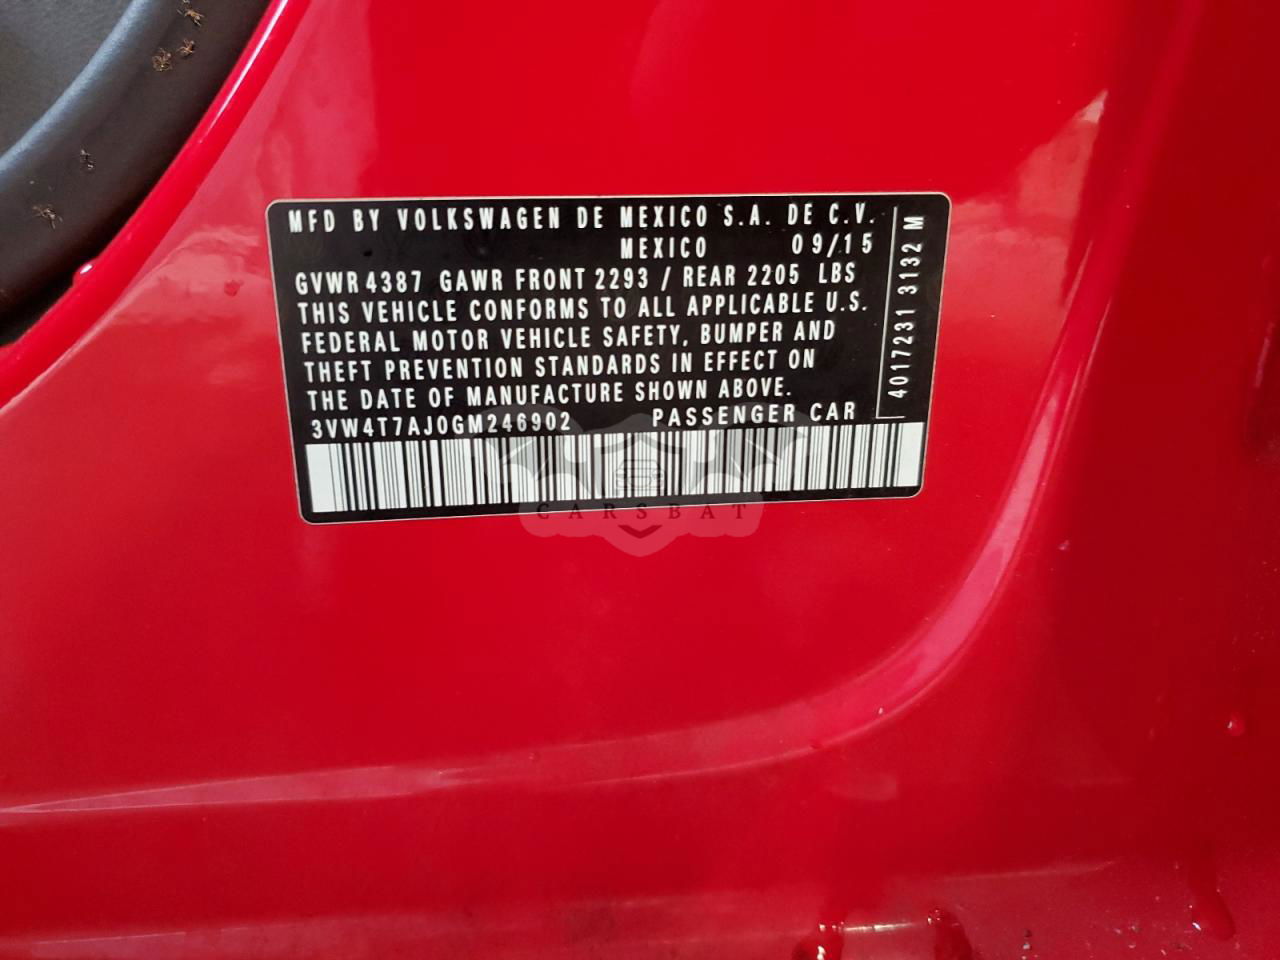 MFD BY VOLKSWAGEN DE MEXICO S.A. DE C.V.
MEXICO 09/15
GVWR 4387 GAWR FRONT 2293 / REAR 2205 LBS
THIS VEHICLE CONFORMS TO ALL APPLICABLE U.S.
FEDERAL MOTOR VEHICLE SAFETY, BUMPER AND
THEFT PREVENTION STANDARDS IN EFFECT ON
THE DATE OF MANUFACTURE SHOWN ABOVE.
3VW4T7AJ0GM246902 PASSENGER CAR
4017231 3132 M
CARSBAT